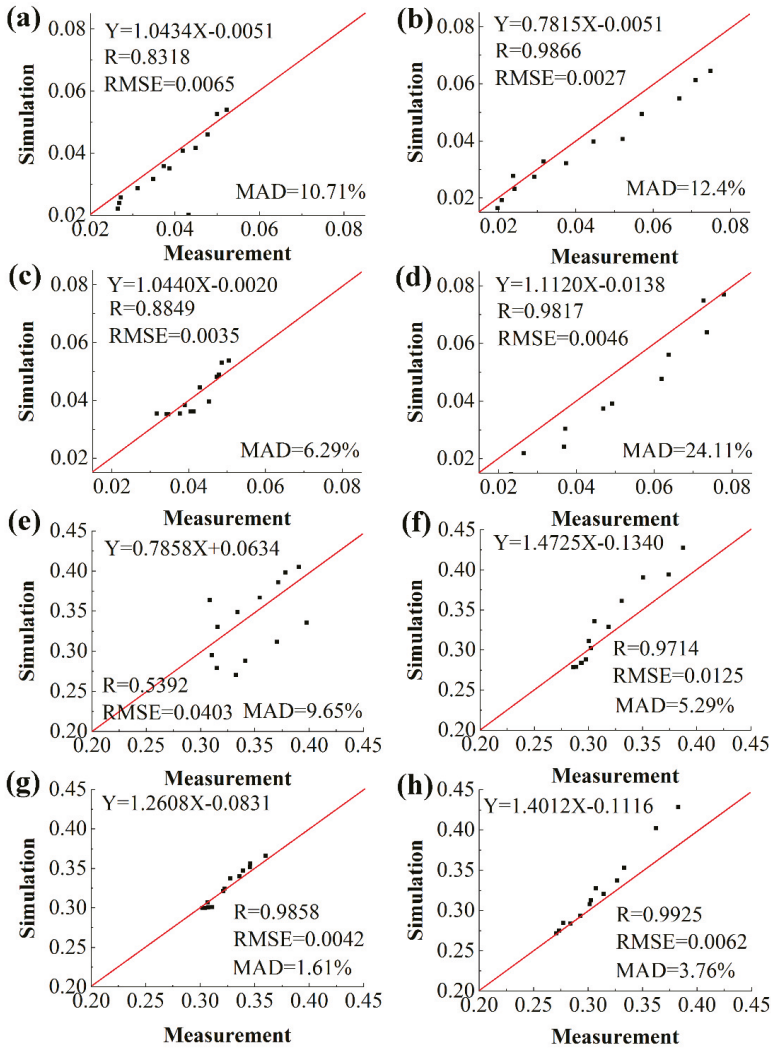 (a)
Y=1.0434X-0.0051
R=0.8318
RMSE=0.0065
MAD=10.71%
0.08
0.06
0.04
0.02
0.02 0.04 0.06 0.08
Simulation
Measurement
(b)
Y=0.7815X-0.0051
R=0.9866
RMSE=0.0027
MAD=12.4%
0.08
0.06
0.04
0.02
0.02 0.04 0.06 0.08
Simulation
Measurement
(c)
Y=1.0440X-0.0020
R=0.8849
RMSE=0.0035
MAD=6.29%
0.08
0.06
0.04
0.02
0.02 0.04 0.06 0.08
Simulation
Measurement
(d)
Y=1.1120X-0.0138
R=0.9817
RMSE=0.0046
MAD=24.11%
0.08
0.06
0.04
0.02
0.02 0.04 0.06 0.08
Simulation
Measurement
(e)
Y=0.7858X+0.0634
R=0.5392
RMSE=0.0403 MAD=9.65%
0.45
0.40
0.35
0.30
0.25
0.20
0.20 0.25 0.30 0.35 0.40 0.45
Simulation
Measurement
(f)
Y=1.4725X-0.1340
R=0.9714
RMSE=0.0125
MAD=5.29%
0.45
0.40
0.35
0.30
0.25
0.20
0.20 0.25 0.30 0.35 0.40 0.45
Simulation
Measurement
(g)
Y=1.2608X-0.0831
R=0.9858
RMSE=0.0042
MAD=1.61%
0.45
0.40
0.35
0.30
0.25
0.20
0.20 0.25 0.30 0.35 0.40 0.45
Simulation
Measurement
(h)
Y=1.4012X-0.1116
R=0.9925
RMSE=0.0062
MAD=3.76%
0.45
0.40
0.35
0.30
0.25
0.20
0.20 0.25 0.30 0.35 0.40 0.45
Simulation
Measurement